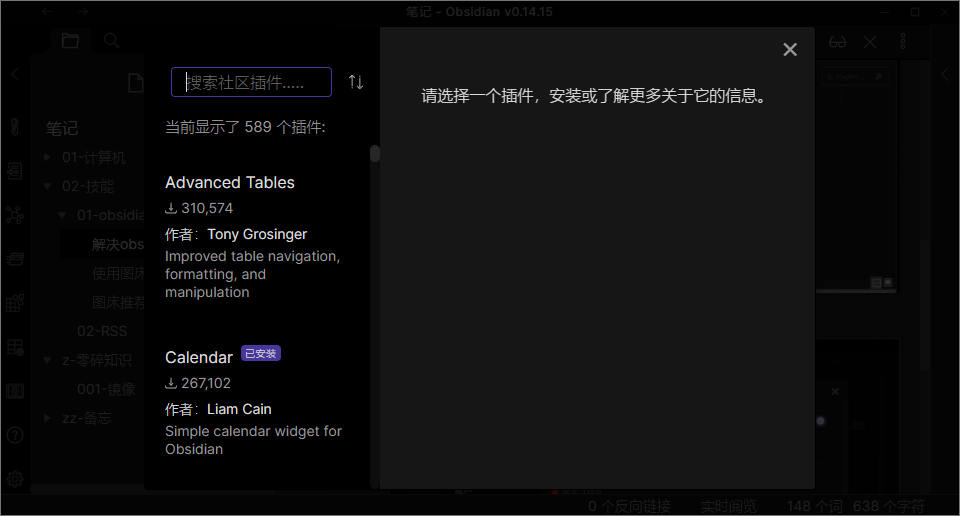 笔记 - Obsidian v0.14.15
搜索社区插件.....
当前显示了 589 个插件:
Advanced Tables
310,574
作者：Tony Grosinger
Improved table navigation,
formatting, and
manipulation
Calendar 已安装
267,102
作者：Liam Cain
Simple calendar widget for
Obsidian
请选择一个插件，安装或了解更多关于它的信息。
笔记
01-计算机
02-技能
01-obsidia
解决obs
使用图床
图床推荐
02-RSS
z-零碎知识
001-镜像
zz-备忘
0 个反向链接
实时阅览
148 个词
638 个字符